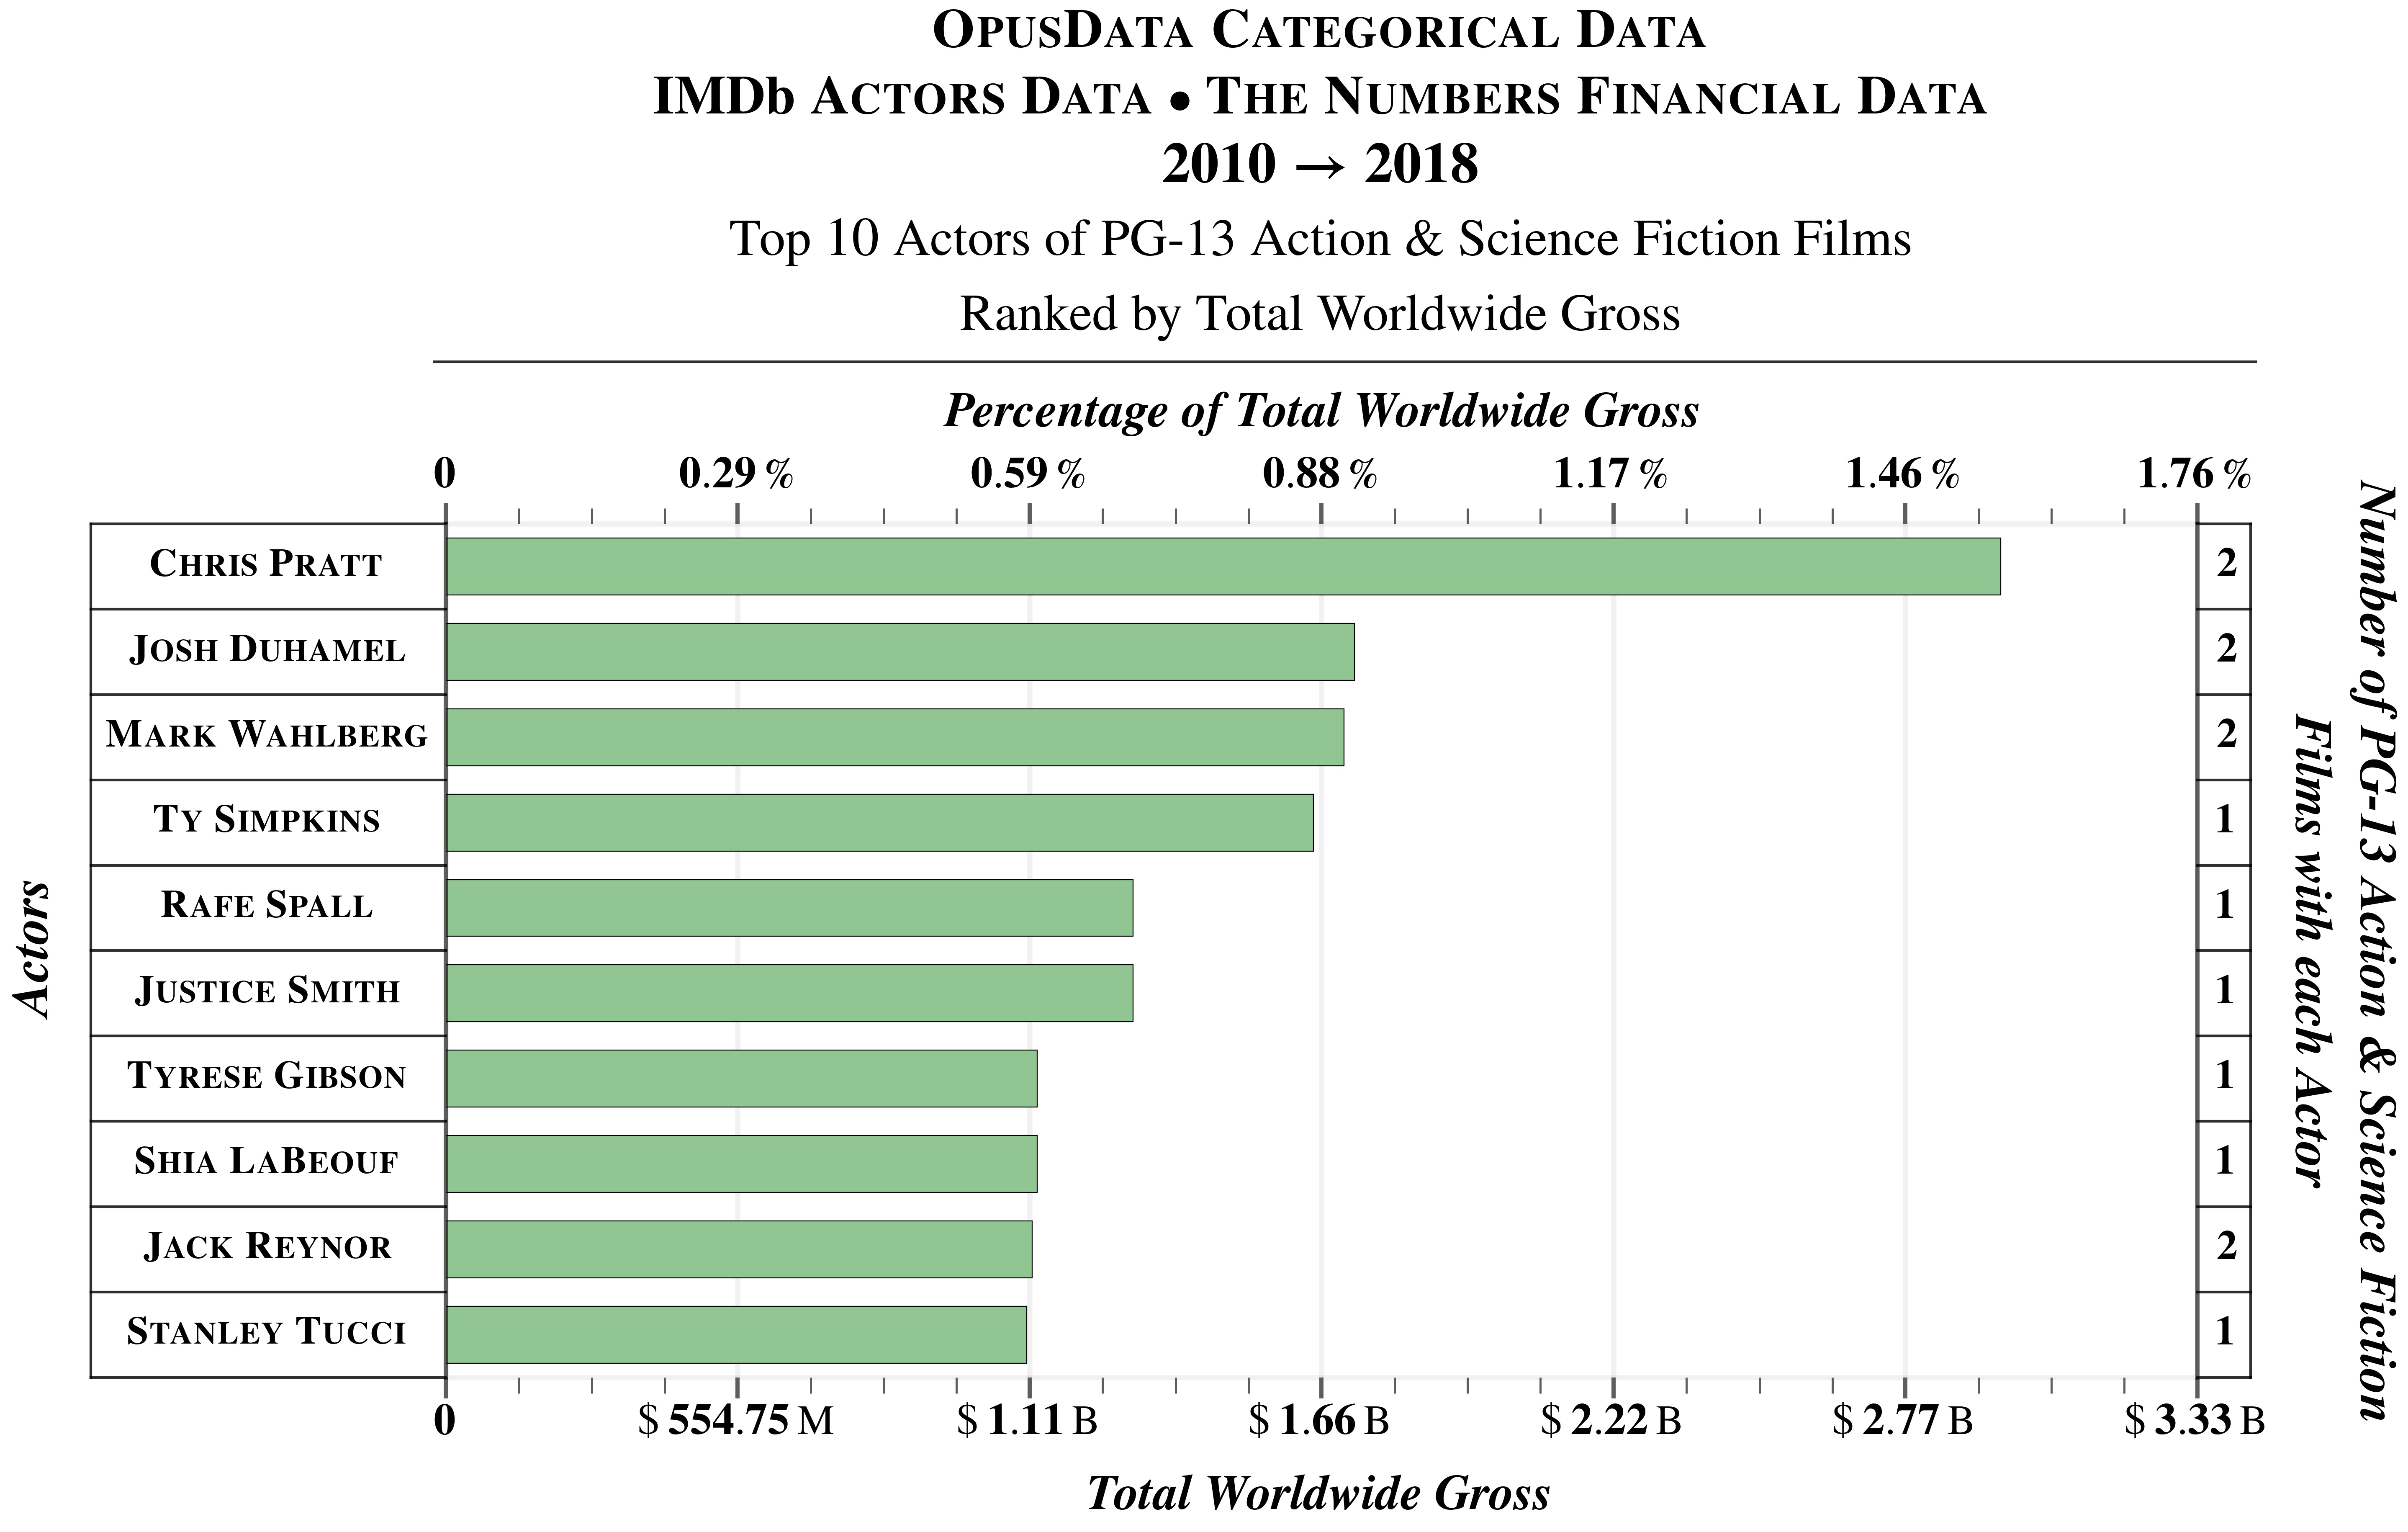 OpusData Categorical Data
IMDb Actors Data • The Numbers Financial Data
2010 → 2018
Top 10 Actors of PG-13 Action & Science Fiction Films
Ranked by Total Worldwide Gross
Percentage of Total Worldwide Gross
0 0.29 % 0.59 % 0.88 % 1.17 % 1.46 % 1.76 %
Chris Pratt 2
Josh Duhamel 2
Mark Wahlberg 2
Ty Simpkins 1
Rafe Spall 1
Justice Smith 1
Tyrese Gibson 1
Shia LaBeouf 1
Jack Reynor 2
Stanley Tucci 1
0 $ 554.75 M $ 1.11 B $ 1.66 B $ 2.22 B $ 2.77 B $ 3.33 B
Total Worldwide Gross
Actors
Number of PG-13 Action & Science Fiction
Films with each Actor